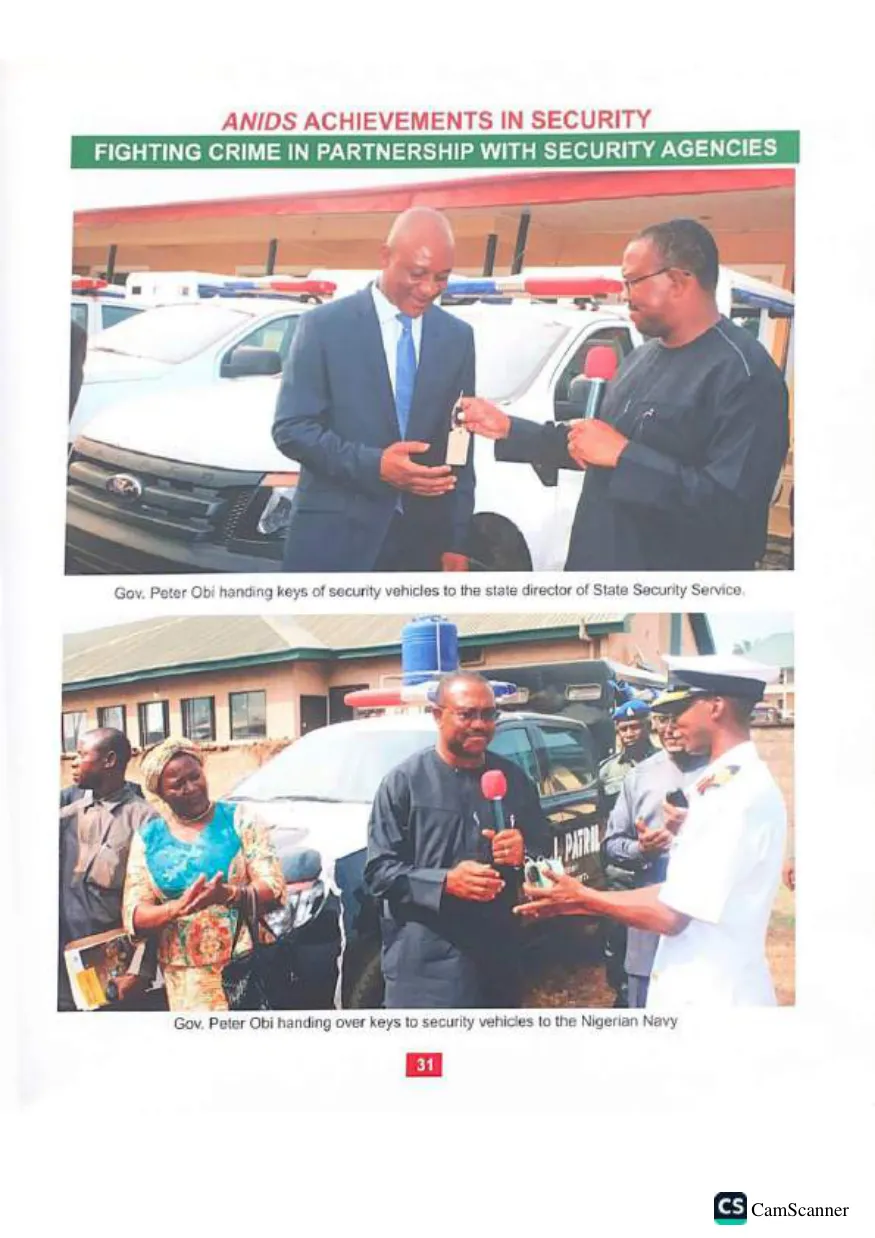 ANIDS ACHIEVEMENTS IN SECURITY
FIGHTING CRIME IN PARTNERSHIP WITH SECURITY AGENCIES
Gov. Peter Obi handing keys of security vehicles to the state director of State Security Service.
PATROL
Gov. Peter Obi handing over keys to security vehicles to the Nigerian Navy
31
CS CamScanner